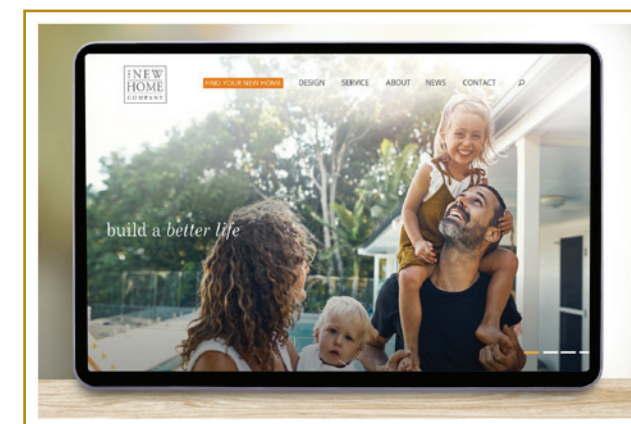 THE NEW
HOME
COMPANY
FIND YOUR NEW HOME DESIGN SERVICE ABOUT NEWS CONTACT
build a better life